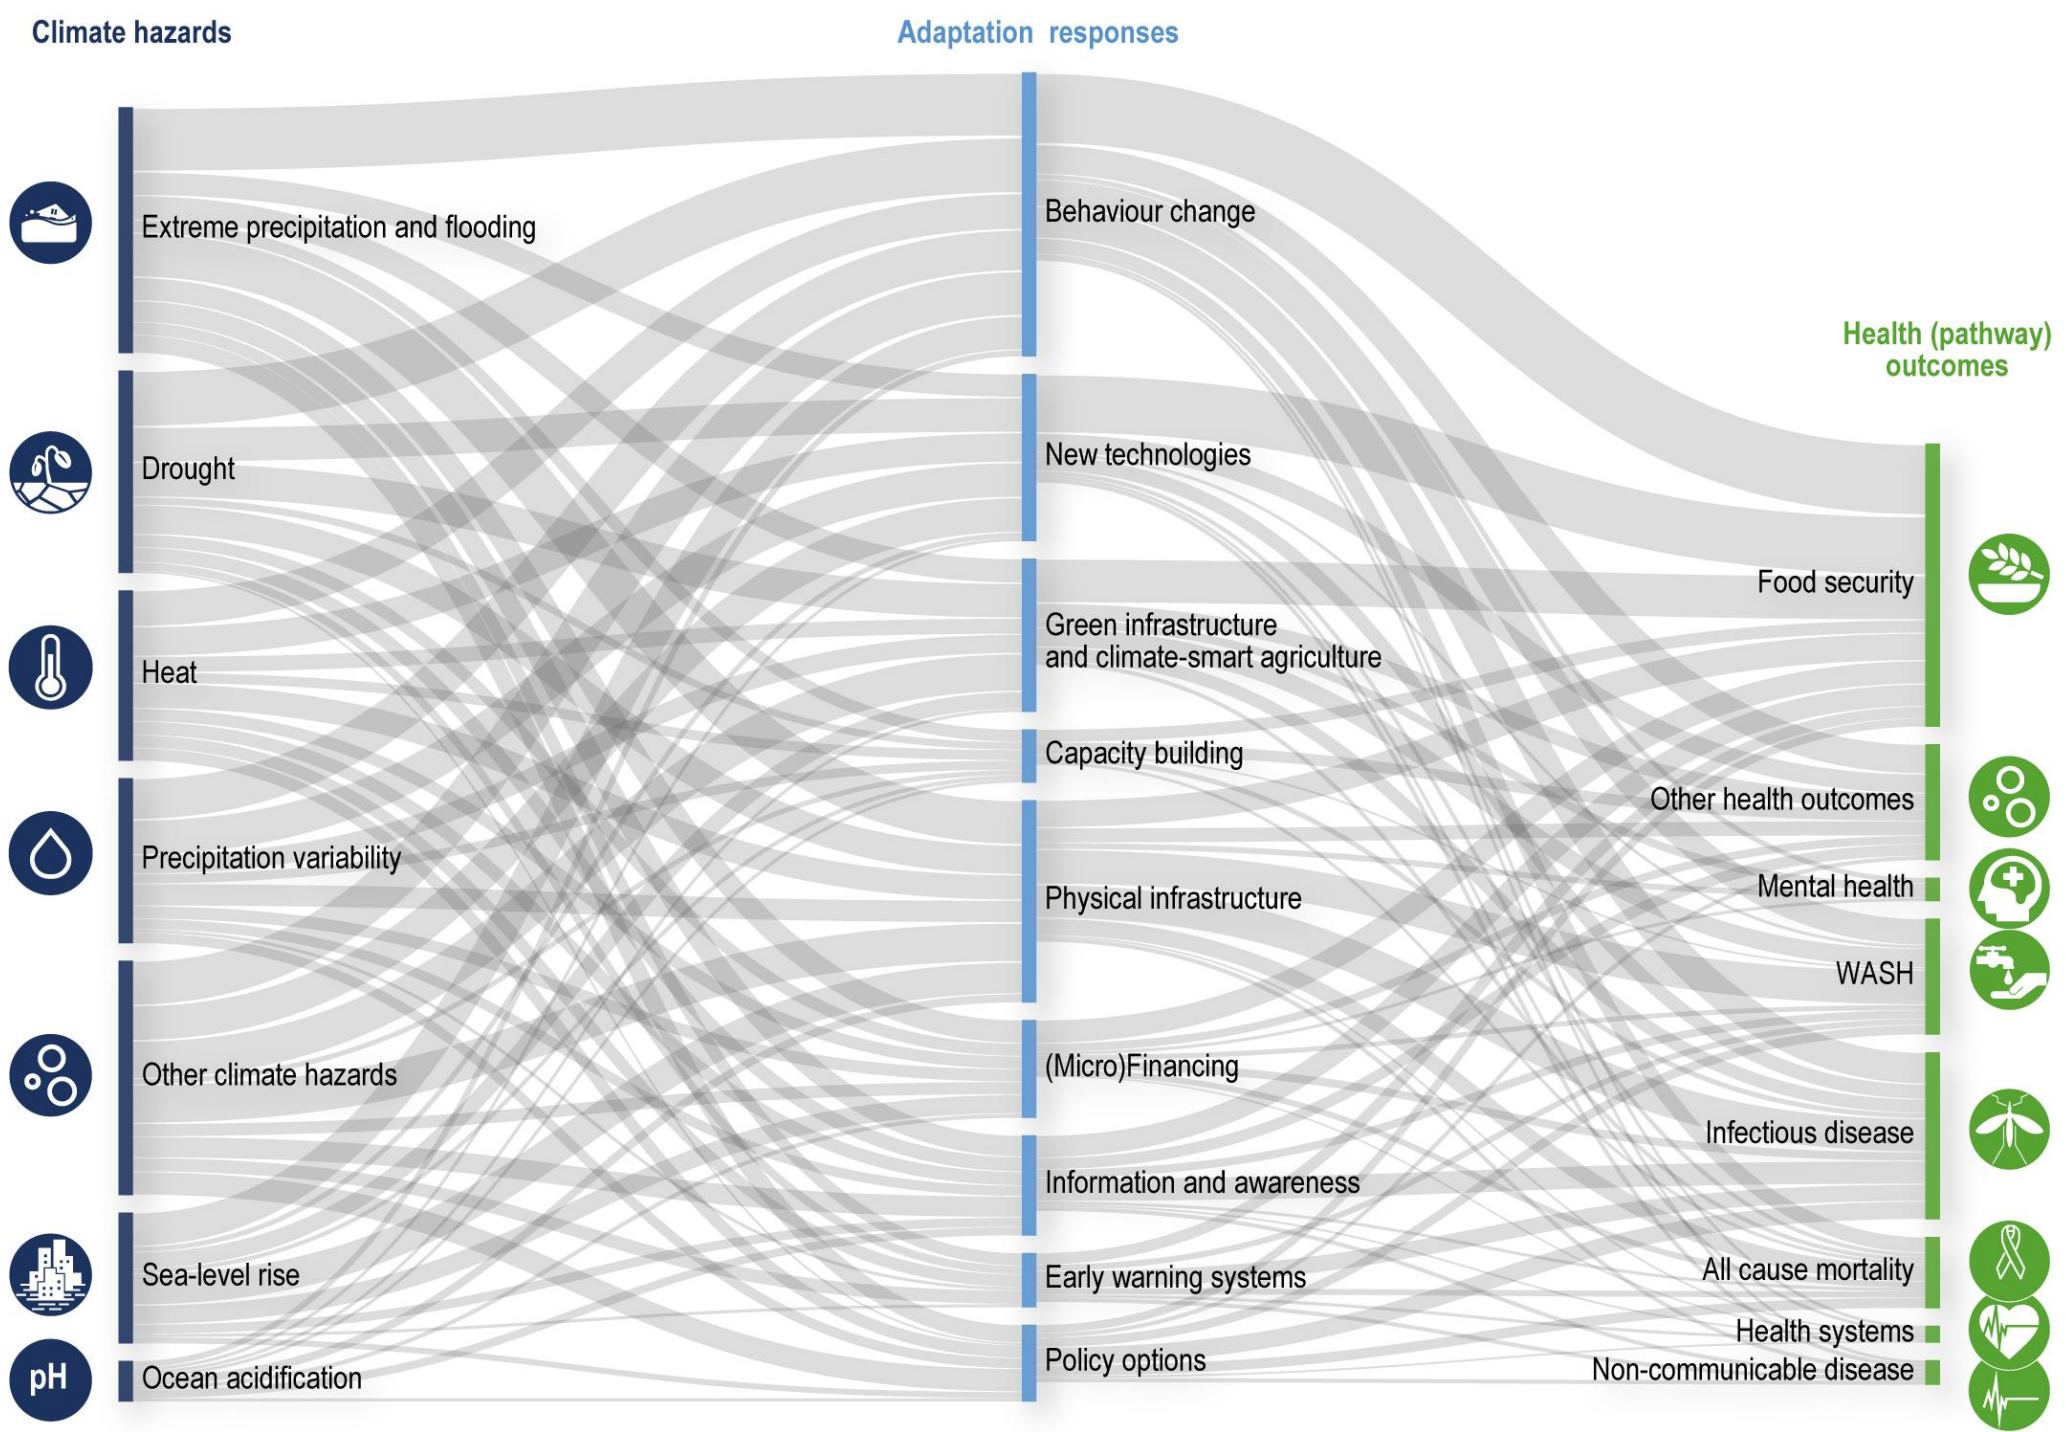 Climate hazards
Adaptation responses
Health (pathway)
outcomes
Extreme precipitation and flooding
Drought
Heat
Precipitation variability
Other climate hazards
Sea-level rise
pH
Ocean acidification
Behaviour change
New technologies
Green infrastructure
and climate-smart agriculture
Capacity building
Physical infrastructure
(Micro)Financing
Information and awareness
Early warning systems
Policy options
Food security
Other health outcomes
Mental health
WASH
Infectious disease
All cause mortality
Health systems
Non-communicable disease